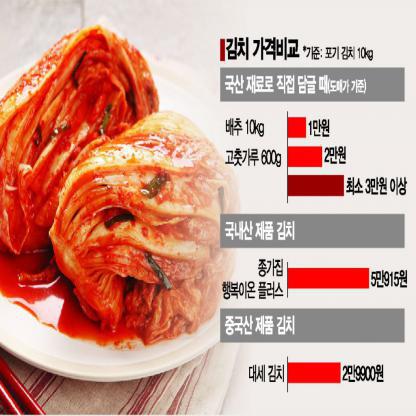 김치 가격비교 *기준: 포기 김치 10kg
국산 재료로 직접 담글 때(도매가 기준)
배추 10kg 1만원
고춧가루 600g 2만원
최소 3만원 이상
국내산 제품 김치
종가집
행복이온 플러스 5만915원
중국산 제품 김치
대세 김치 2만9900원